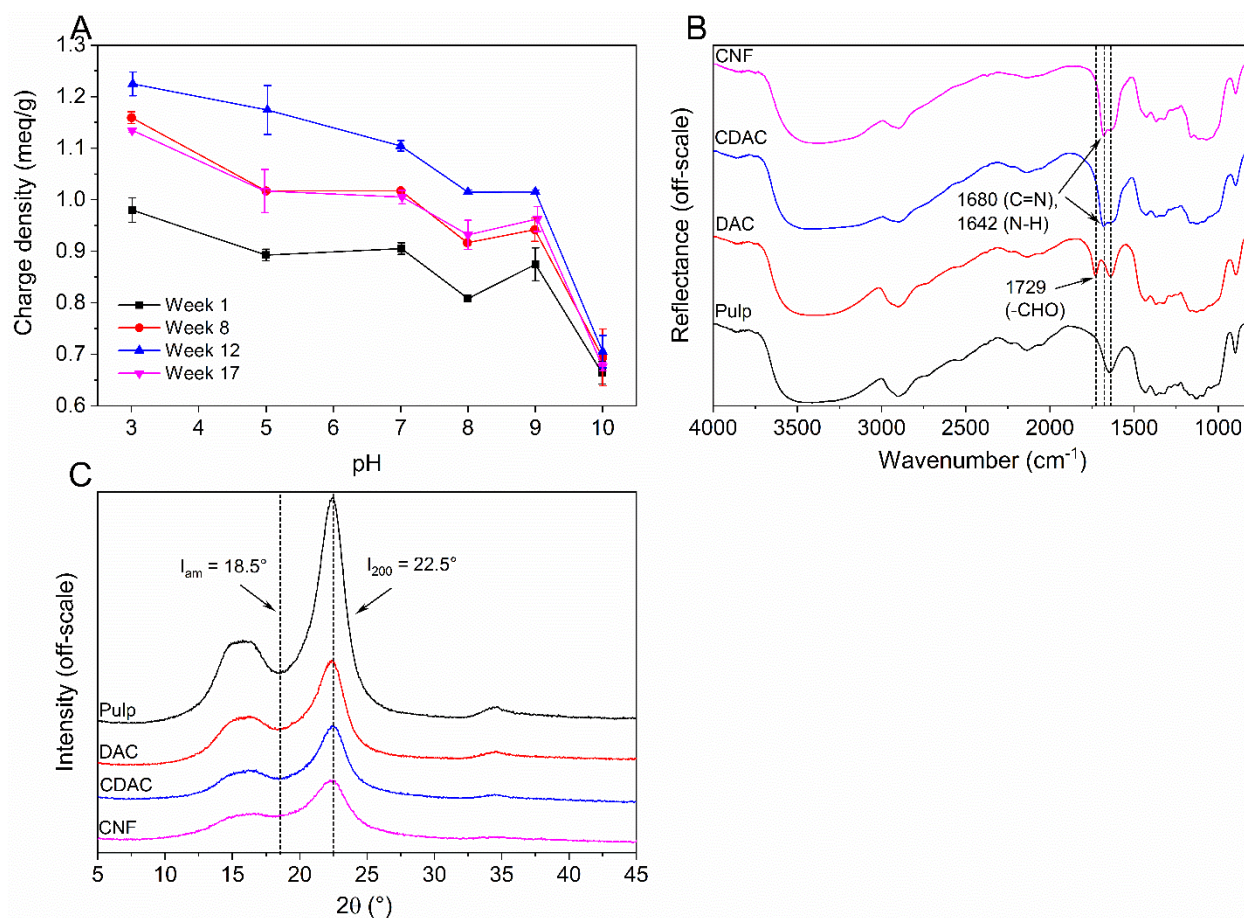 A
1.3
1.2
1.1
1.0
0.9
0.8
0.7
0.6
Charge density (meq/g)
Week 1
Week 8
Week 12
Week 17
3 4 5 6 7 8 9 10
pH
B
CNF
CDAC
DAC
Pulp
1680 (C=N),
1642 (N-H)
1729
(-CHO)
Reflectance (off-scale)
4000 3500 3000 2500 2000 1500 1000
Wavenumber (cm⁻¹)
C
Iam = 18.5°
I200 = 22.5°
Pulp
DAC
CDAC
CNF
Intensity (off-scale)
5 10 15 20 25 30 35 40 45
2θ (°)